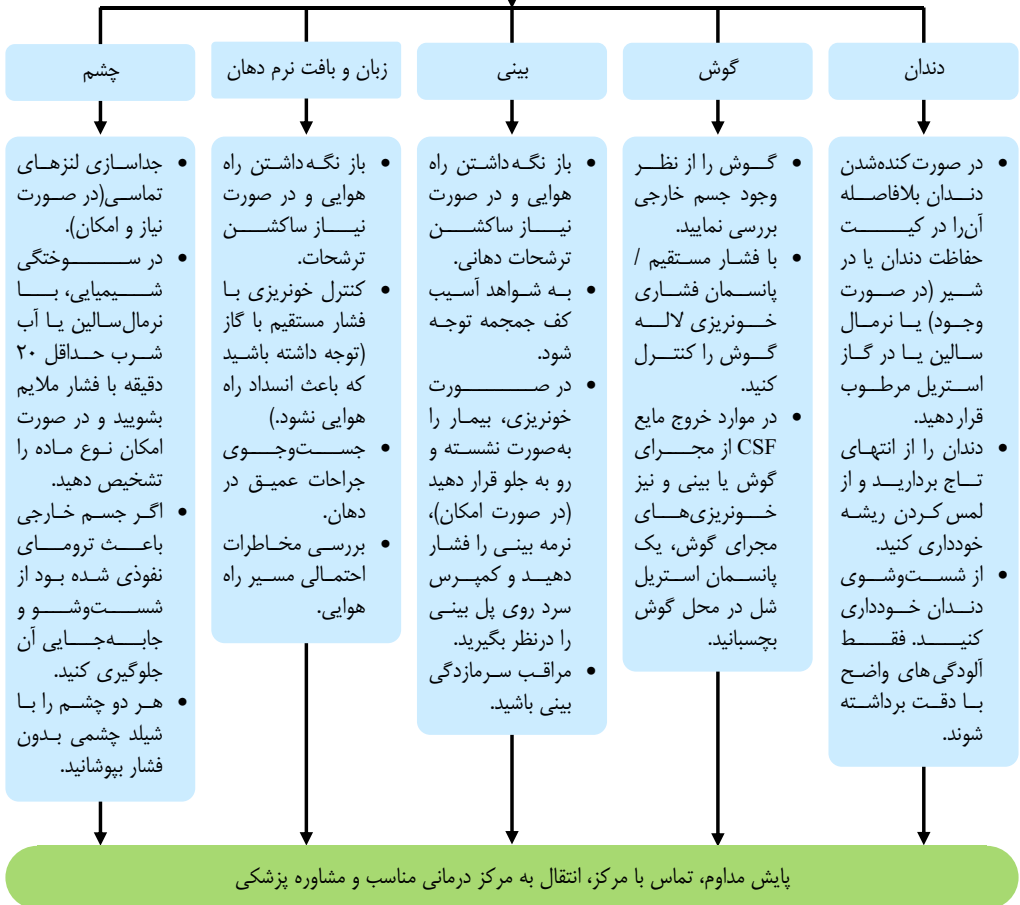 دندان
• در صورت کنده‌شدن
دندان بلافاصله
آن‌را در کیت
حفاظت دندان یا در
شیر (در صورت
وجود) یا نرمال
سالین یا در گاز
استریل مرطوب
قرار دهید.
• دندان را از انتهای
تاج بردارید و از
لمس کردن ریشه
خودداری کنید.
• از شست‌وشوی
دندان خودداری
کنید. فقط
آلودگی‌های واضح
با دقت برداشته
شوند.
گوش
• گوش را از نظر
وجود جسم خارجی
بررسی نمایید.
• با فشار مستقیم /
پانسمان فشاری
خونریزی لاله
گوش را کنترل
کنید.
• در موارد خروج مایع
CSF از مجرای
گوش یا بینی و نیز
خونریزی‌های
مجرای گوش، یک
پانسمان استریل
شل در محل گوش
بچسبانید.
بینی
• باز نگه‌داشتن راه
هوایی و در صورت
نیاز ساکشن
ترشحات دهانی.
• به شواهد آسیب
کف جمجمه توجه
شود.
• در صورت
خونریزی، بیمار را
به‌صورت نشسته و
رو به جلو قرار دهید
(در صورت امکان)،
نرمه بینی را فشار
دهید و کمپرس
سرد روی پل بینی
را درنظر بگیرید.
• مراقب سرمازدگی
بینی باشید.
زبان و بافت نرم دهان
• باز نگه‌داشتن راه
هوایی و در صورت
نیاز ساکشن
ترشحات.
• کنترل خونریزی با
فشار مستقیم با گاز
(توجه داشته باشید
که باعث انسداد راه
هوایی نشود.)
• جست‌وجوی
جراحات عمیق در
دهان.
• بررسی مخاطرات
احتمالی مسیر راه
هوایی.
چشم
• جداسازی لنزهای
تماسی(در صورت
نیاز و امکان).
• در سوختگی
شیمیایی، با
نرمال‌سالین یا آب
شرب حداقل ۲۰
دقیقه با فشار ملایم
بشویید و در صورت
امکان نوع ماده را
تشخیص دهید.
• اگر جسم خارجی
باعث ترومای
نفوذی شده بود از
شست‌وشو و
جابه‌جایی آن
جلوگیری کنید.
• هر دو چشم را با
شیلد چشمی بدون
فشار بپوشانید.
پایش مداوم، تماس با مرکز، انتقال به مرکز درمانی مناسب و مشاوره پزشکی